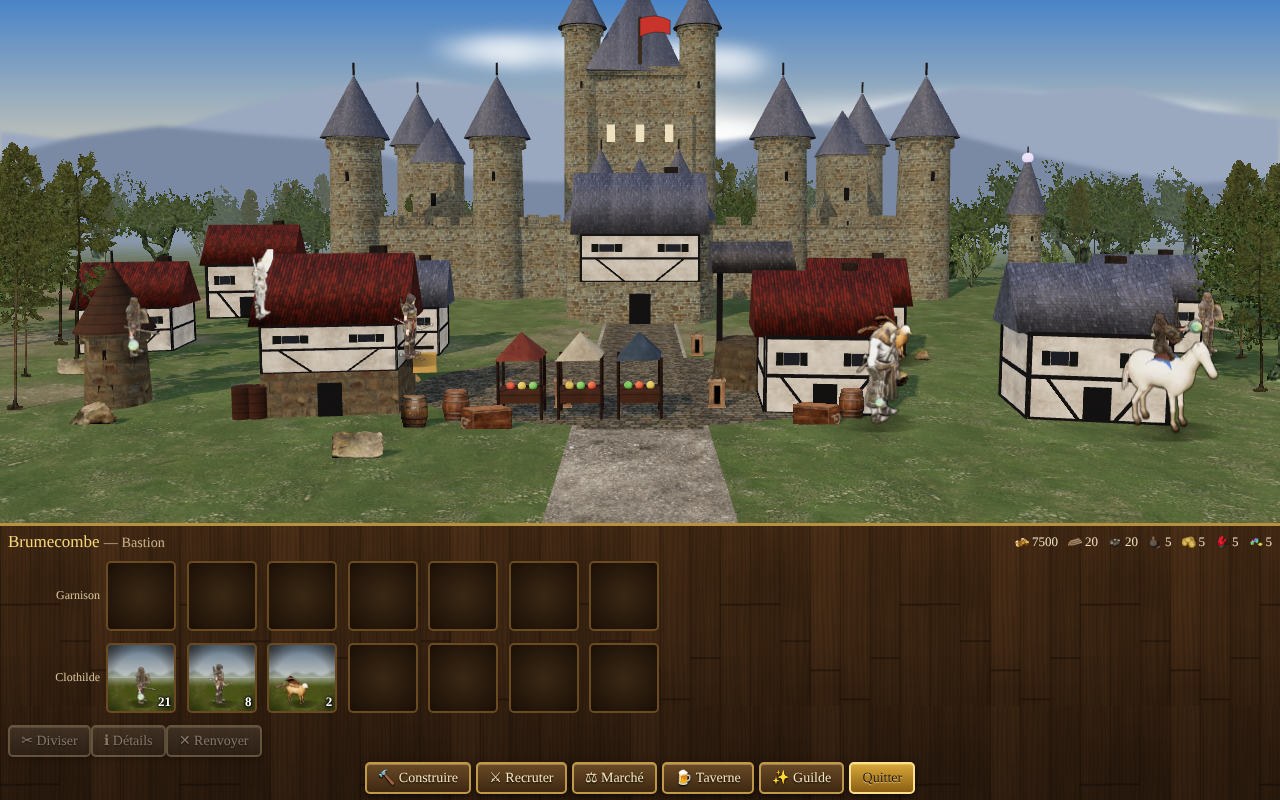 Brumecombe — Bastion
7500 20 20 5 5 5 5
Garnison
Clothilde
21 8 2
✂ Diviser ℹ Détails ✕ Renvoyer
🔨 Construire ⚔ Recruter ⚖ Marché 🍺 Taverne ✨ Guilde Quitter